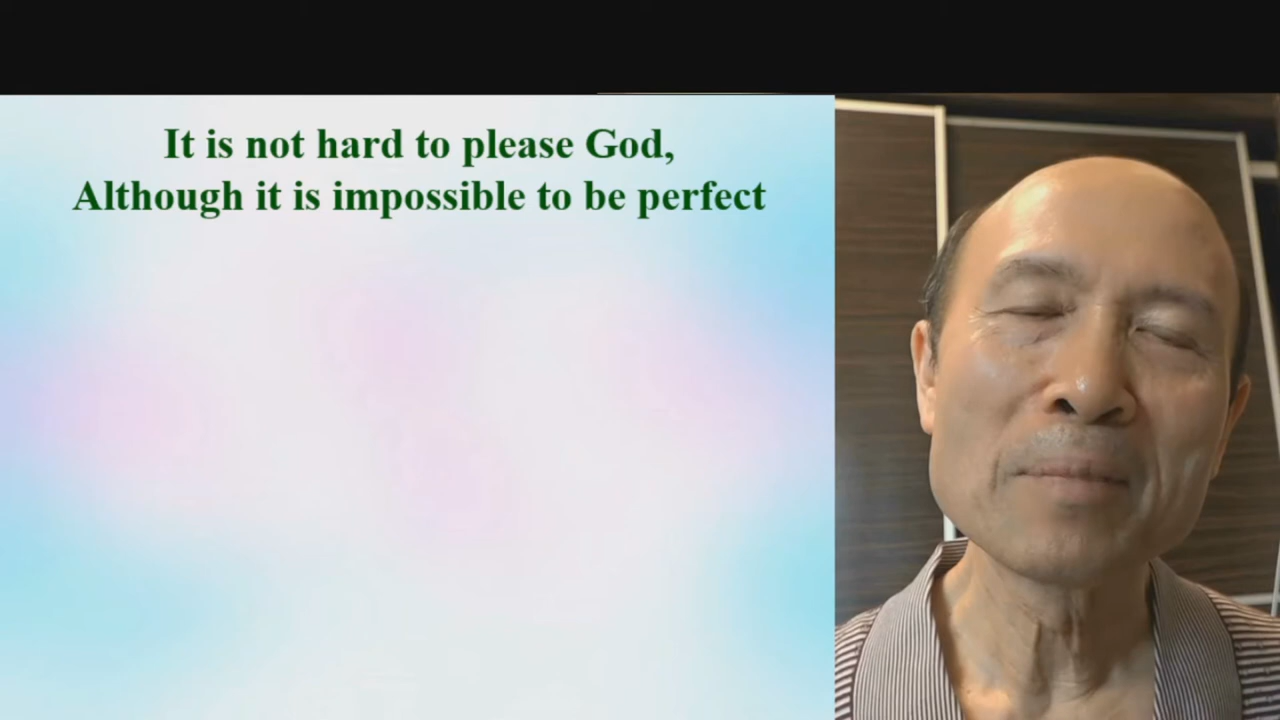 It is not hard to please God,
Although it is impossible to be perfect